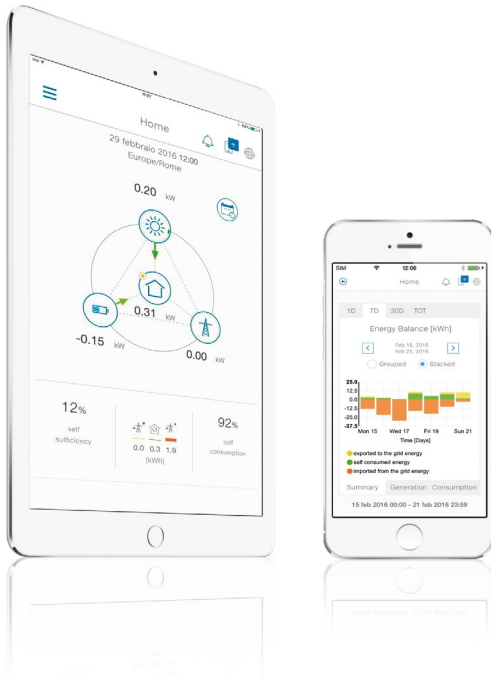 SIM
Home
29 febbraio 2016 12:00
Europe/Rome
0.20 kW
0.31 kW
-0.15 kW
0.00 kW
12%
self
sufficiency
0.0 0.3 1.9
(kWh)
92%
self
consumption
SIM 12:06
Home
1D 7D 30D TOT
Energy Balance [kWh]
Feb 15, 2016
Feb 21, 2016
Grouped Stacked
25.0
12.5
0.0
-12.5
-25.0
-37.5
Mon 15 Wed 17 Fri 19 Sun 21
Time [Days]
exported to the grid energy
self consumed energy
imported from the grid energy
Summary Generation Consumption
15 feb 2016 00:00 - 21 feb 2016 23:59